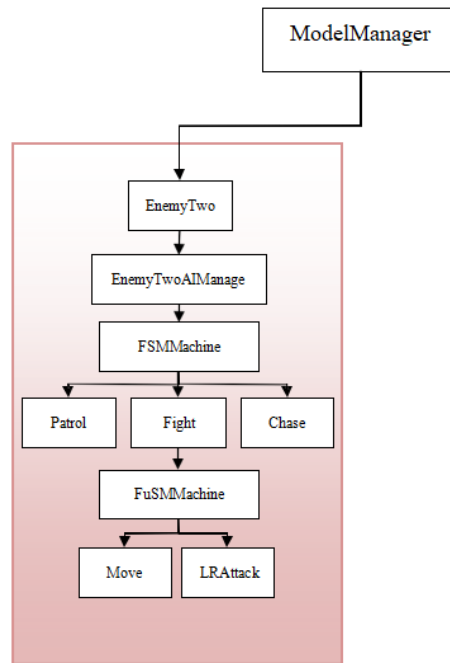 ModelManager
EnemyTwo
EnemyTwoAIManage
FSMMachine
Patrol
Fight
Chase
FuSMMachine
Move
LRAttack